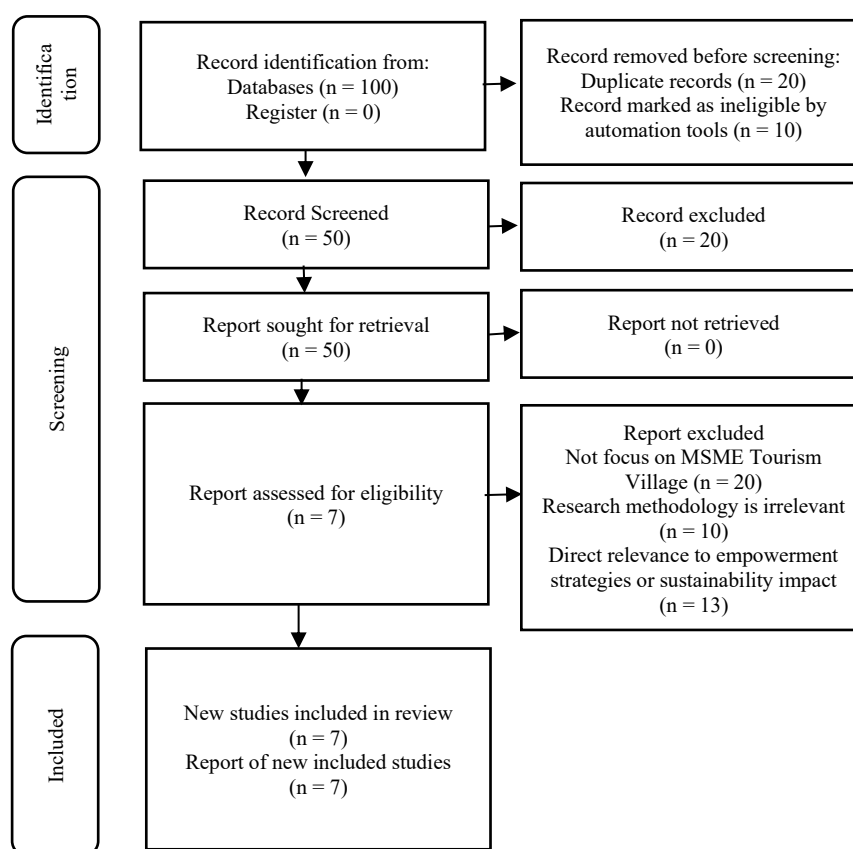 Identifica
tion
Record identification from:
Databases (n = 100)
Register (n = 0)
Record removed before screening:
Duplicate records (n = 20)
Record marked as ineligible by
automation tools (n = 10)
Screening
Record Screened
(n = 50)
Record excluded
(n = 20)
Report sought for retrieval
(n = 50)
Report not retrieved
(n = 0)
Report assessed for eligibility
(n = 7)
Report excluded
Not focus on MSME Tourism
Village (n = 20)
Research methodology is irrelevant
(n = 10)
Direct relevance to empowerment
strategies or sustainability impact
(n = 13)
Included
New studies included in review
(n = 7)
Report of new included studies
(n = 7)